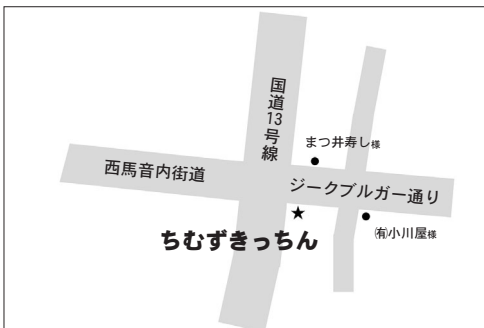 国道13号線
まつ井寿し様
西馬音内街道
ジークブルガー通り
ちむずきっちん
㈲小川屋様